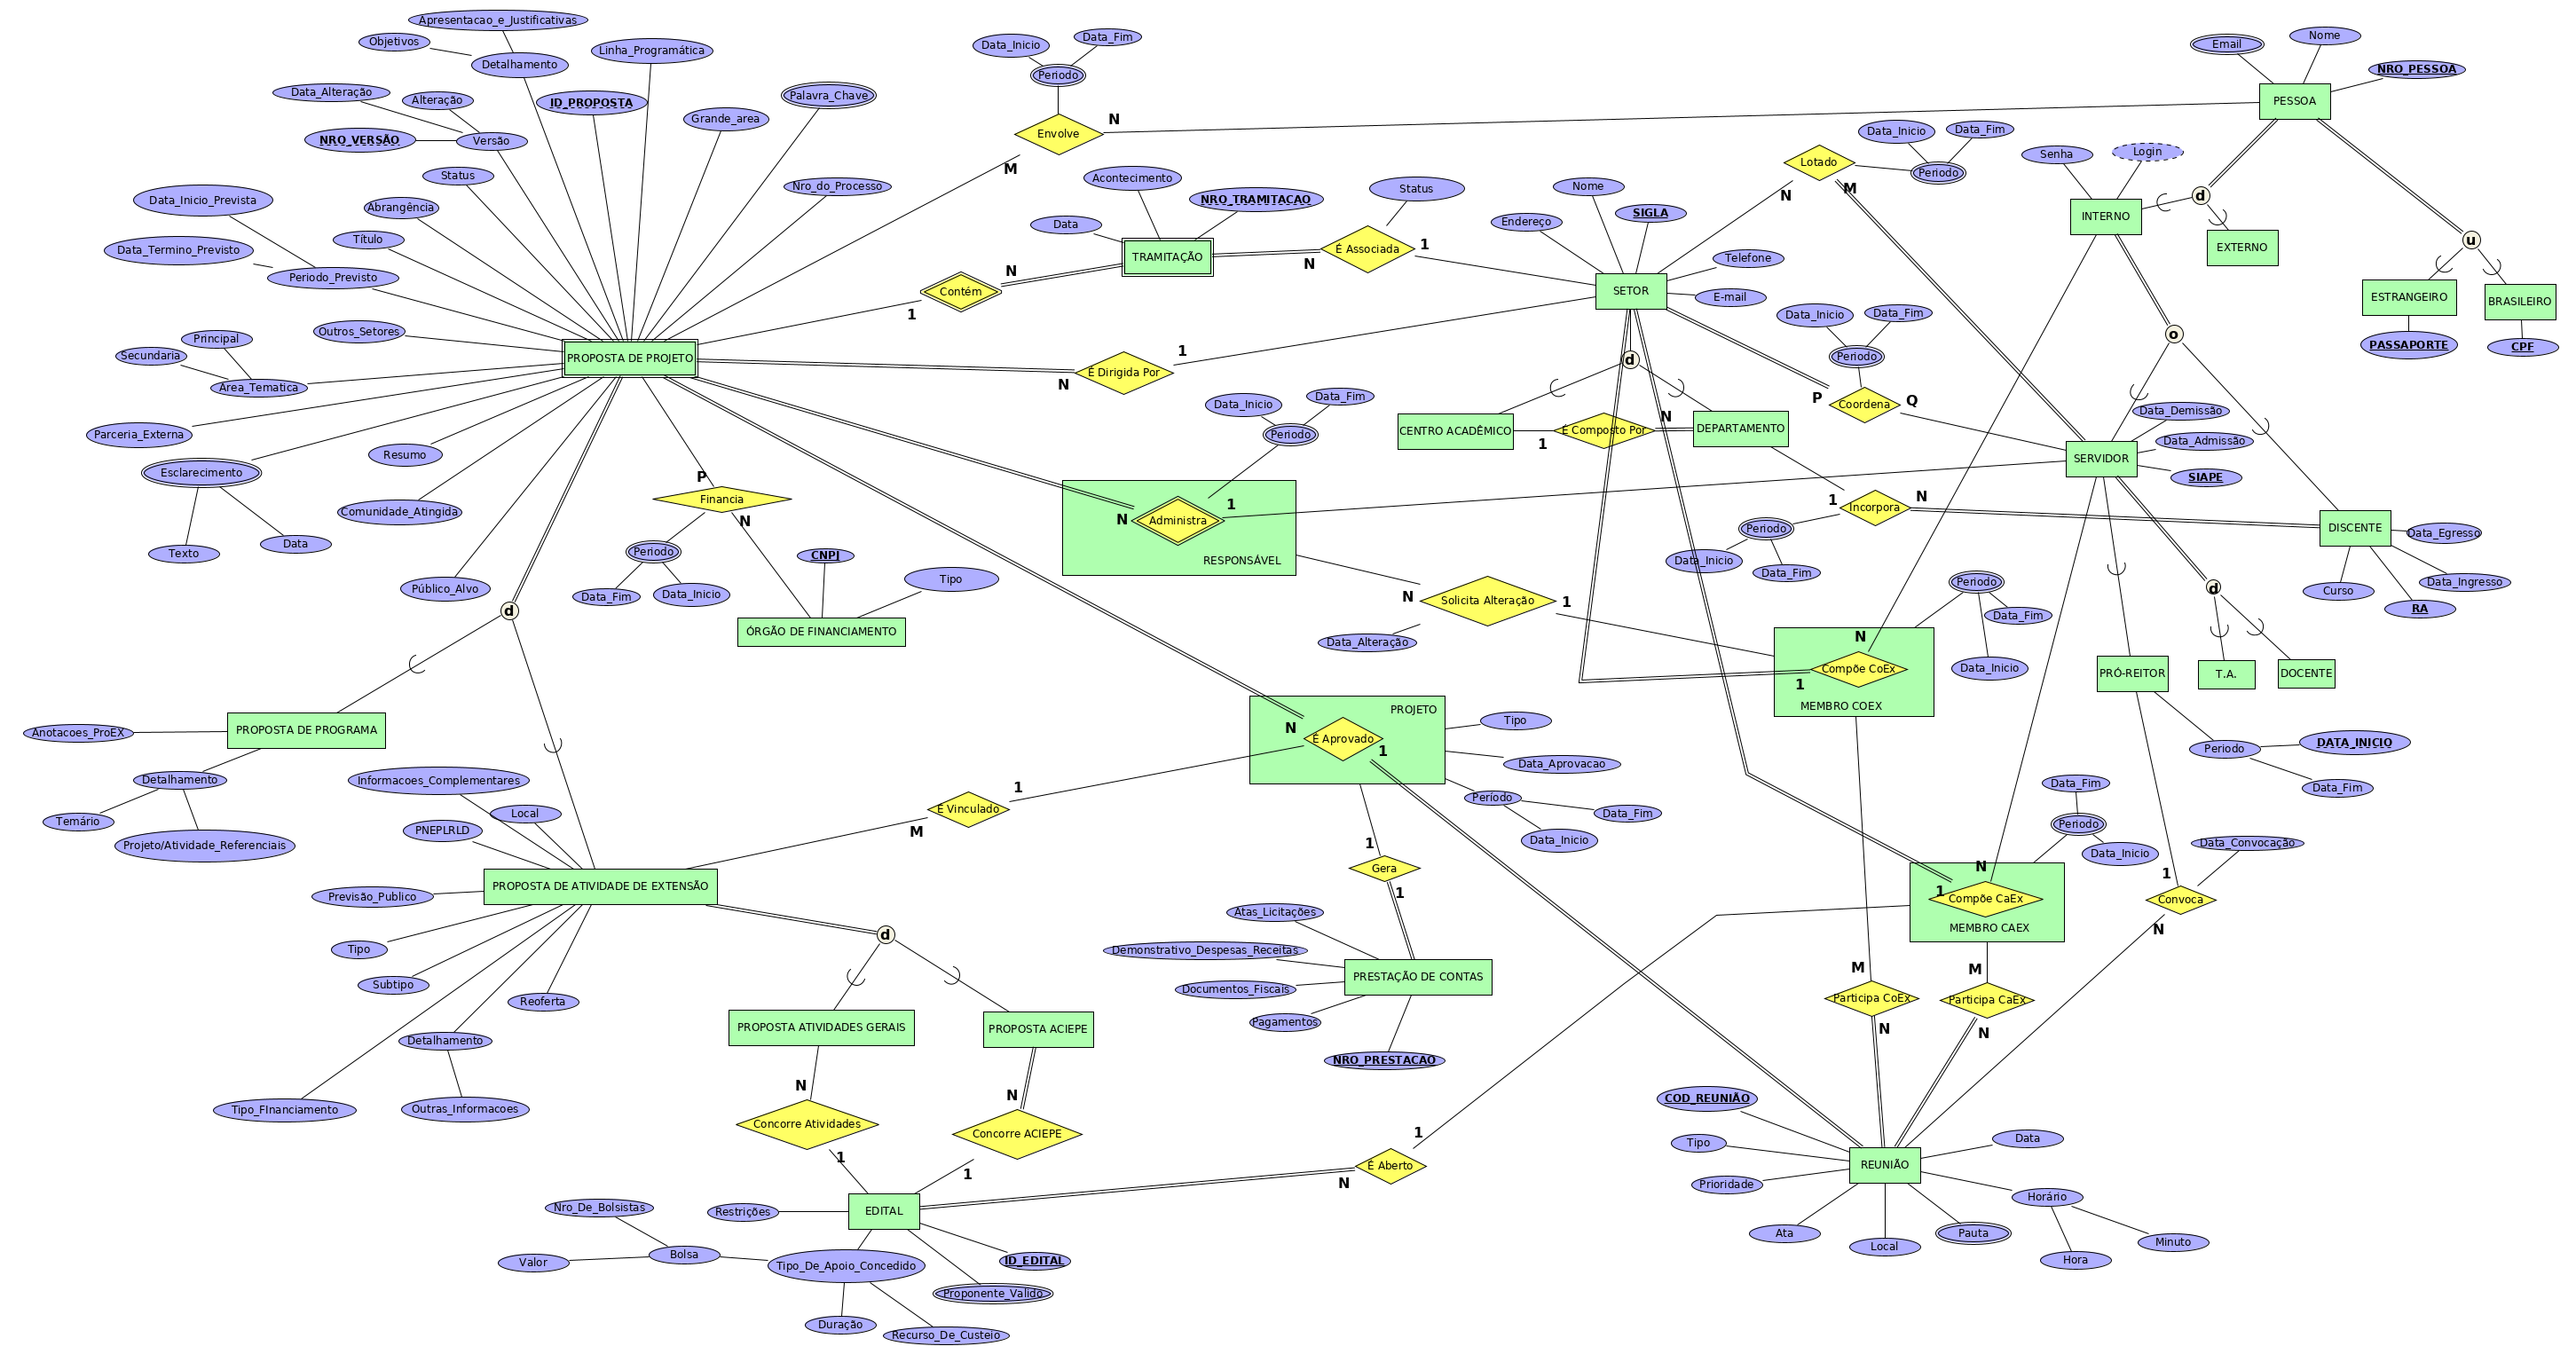 Apresentacao_e_Justificativas
Objetivos
Detalhamento
Linha_Programática
Data_Alteração
Alteração
ID_PROPOSTA
Palavra_Chave
Grande_area
NRO_VERSÃO
Versão
Status
Nro_do_Processo
Data_Inicio_Prevista
Abrangência
Título
Data_Termino_Previsto
Periodo_Previsto
Outros_Setores
Principal
Secundaria
Area_Tematica
PROPOSTA DE PROJETO
Parceria_Externa
Resumo
Esclarecimento
Comunidade_Atingida
Texto
Data
Público_Alvo
d
Data_Inicio
Data_Fim
Periodo
Envolve
N
M
Acontecimento
NRO_TRAMITACAO
Data
TRAMITAÇÃO
Contém
N
1
É Associada
Status
N
1
É Dirigida Por
1
N
Nome
Endereço
SIGLA
Telefone
E-mail
SETOR
d
Lotado
N
M
Data_Inicio
Data_Fim
Periodo
Email
Nome
NRO_PESSOA
PESSOA
Senha
Login
INTERNO
d
EXTERNO
u
ESTRANGEIRO
BRASILEIRO
PASSAPORTE
CPF
o
Data_Inicio
Data_Fim
Periodo
Coordena
P
Q
CENTRO ACADÊMICO
É Composto Por
1
N
DEPARTAMENTO
Data_Demissão
Data_Admissão
SERVIDOR
SIAPE
Incorpora
1
N
Periodo
Data_Inicio
Data_Fim
DISCENTE
Data_Egresso
Data_Ingresso
Curso
RA
Data_Inicio
Data_Fim
Periodo
Administra
N
1
RESPONSÁVEL
Financia
P
N
Periodo
Data_Fim
Data_Inicio
CNPJ
Tipo
ÓRGÃO DE FINANCIAMENTO
Solicita Alteração
N
1
Data_Alteração
Periodo
Data_Fim
Data_Inicio
N
Compõe CoEx
1
MEMBRO COEX
d
PRÓ-REITOR
T.A.
DOCENTE
Periodo
DATA_INICIO
Data_Fim
PROPOSTA DE PROGRAMA
Anotacoes_ProEX
Detalhamento
Temário
Projeto/Atividade_Referenciais
PROJETO
É Aprovado
N
1
Tipo
Data_Aprovacao
Periodo
Data_Fim
Data_Inicio
É Vinculado
1
M
Informacoes_Complementares
Local
PNEPLRLD
PROPOSTA DE ATIVIDADE DE EXTENSÃO
Previsão_Publico
Tipo
Subtipo
Reoferta
Detalhamento
Tipo_FInanciamento
Outras_Informacoes
d
PROPOSTA ATIVIDADES GERAIS
PROPOSTA ACIEPE
N
N
Concorre Atividades
Concorre ACIEPE
1
1
Gera
1
1
Atas_Licitações
Demonstrativo_Despesas_Receitas
Documentos_Fiscais
Pagamentos
PRESTAÇÃO DE CONTAS
NRO_PRESTACAO
Data_Fim
Periodo
Data_Inicio
N
1
Compõe CaEx
MEMBRO CAEX
Data_Convocação
1
Convoca
N
M
Participa CoEx
N
M
Participa CaEx
N
É Aberto
1
N
EDITAL
Restrições
Nro_De_Bolsistas
Valor
Bolsa
Tipo_De_Apoio_Concedido
ID_EDITAL
Proponente_Valido
Duração
Recurso_De_Custeio
COD_REUNIÃO
Tipo
Prioridade
REUNIÃO
Data
Horário
Ata
Local
Pauta
Hora
Minuto